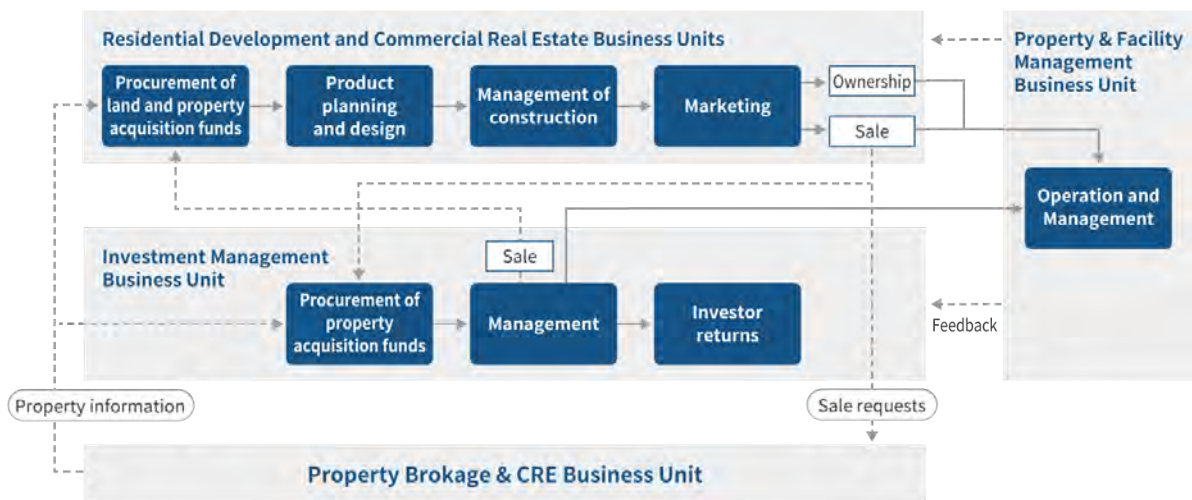 Residential Development and Commercial Real Estate Business Units
Procurement of
land and property
acquisition funds
Product
planning
and design
Management of
construction
Marketing
Ownership
Sale
Property & Facility
Management
Business Unit
Operation and
Management
Investment Management
Business Unit
Sale
Procurement of
property
acquisition funds
Management
Investor
returns
Feedback
Property information
Sale requests
Property Brokage & CRE Business Unit